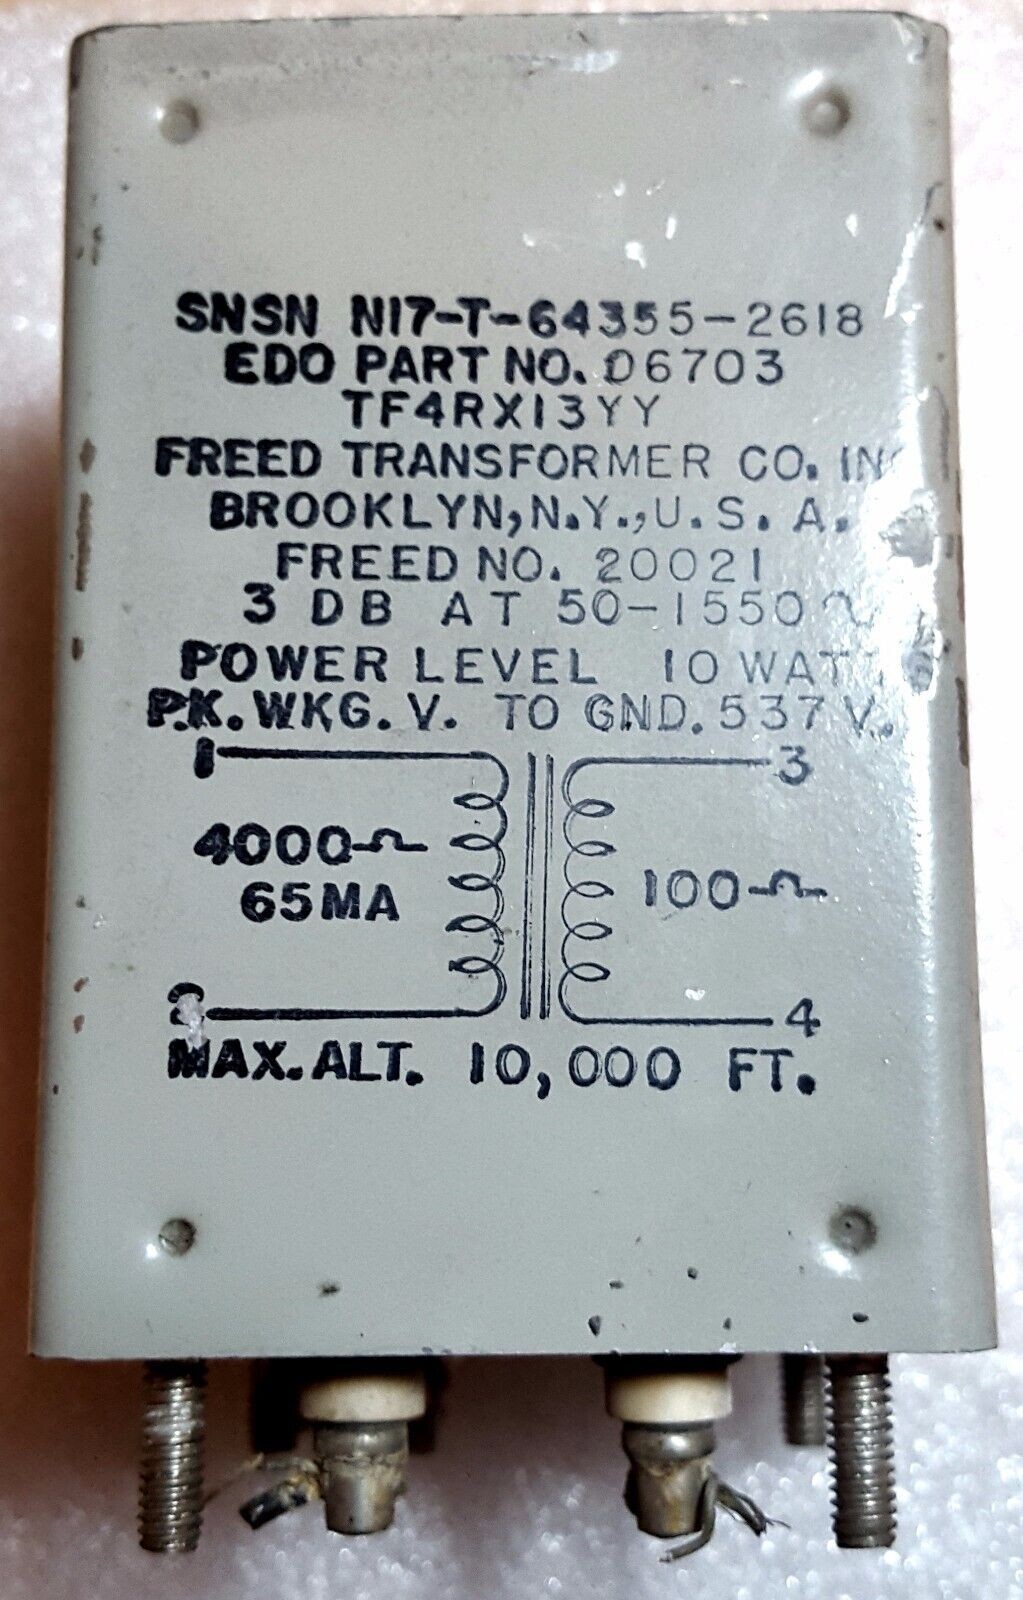 SNSN N17-T-64355-2618
EDO PART NO. D6703
TF4RX13YY
FREED TRANSFORMER CO. INC
BROOKLYN, N.Y., U. S. A.
FREED NO. 20021
3 DB AT 50-1550∿
POWER LEVEL 10 WATT
P.K. WKG. V. TO GND. 537 V.
1 3
4000 Ω
65MA
100 Ω
2 4
MAX. ALT. 10,000 FT.